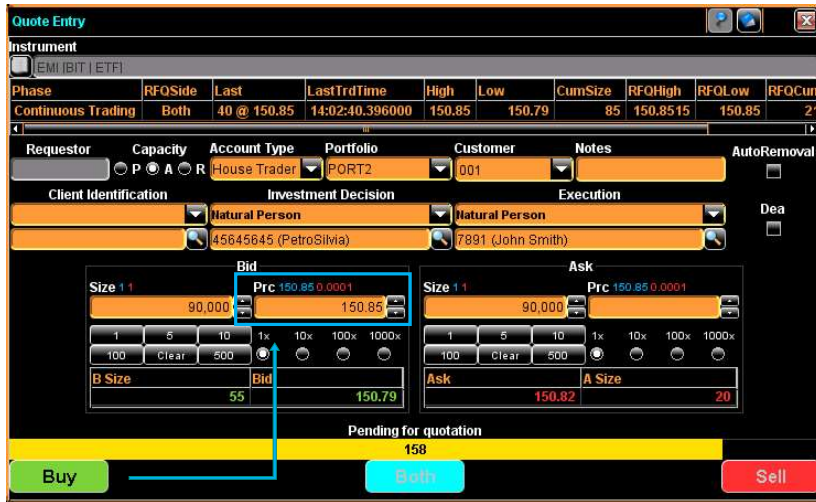 Quote Entry
Instrument
EMI [BIT | ETF]
Phase RFQSide Last LastTrdTime High Low CumSize RFQHigh RFQLow RFQCum
Continuous Trading Both 40 @ 150.85 14:02:40.396000 150.85 150.79 85 150.8515 150.85 21
Requestor Capacity Account Type Portfolio Customer Notes AutoRemoval
P A R House Trader PORT2 001
Client Identification Investment Decision Execution Dea
Natural Person Natural Person
45645645 (PetroSilvia) 7891 (John Smith)
Bid Ask
Size 1 1 Prc 150.85 0.0001 Size 1 1 Prc 150.85 0.0001
90,000 150.85 90,000
1 5 10 1x 10x 100x 1000x 1 5 10 1x 10x 100x 1000x
100 Clear 500 100 Clear 500
B Size Bid Ask A Size
55 150.79 150.82 20
Pending for quotation
158
Buy Both Sell